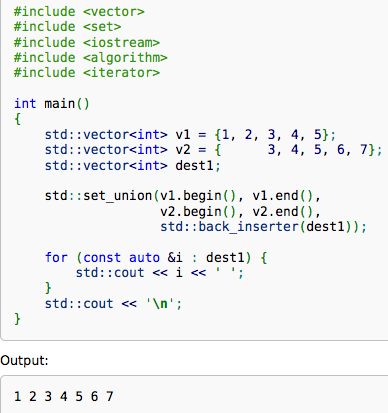 #include <vector>
#include <set>
#include <iostream>
#include <algorithm>
#include <iterator>

int main()
{
    std::vector<int> v1 = {1, 2, 3, 4, 5};
    std::vector<int> v2 = {      3, 4, 5, 6, 7};
    std::vector<int> dest1;

    std::set_union(v1.begin(), v1.end(),
                   v2.begin(), v2.end(),
                   std::back_inserter(dest1));

    for (const auto &i : dest1) {
        std::cout << i << ' ';
    }
    std::cout << '\n';
}
Output:
1 2 3 4 5 6 7